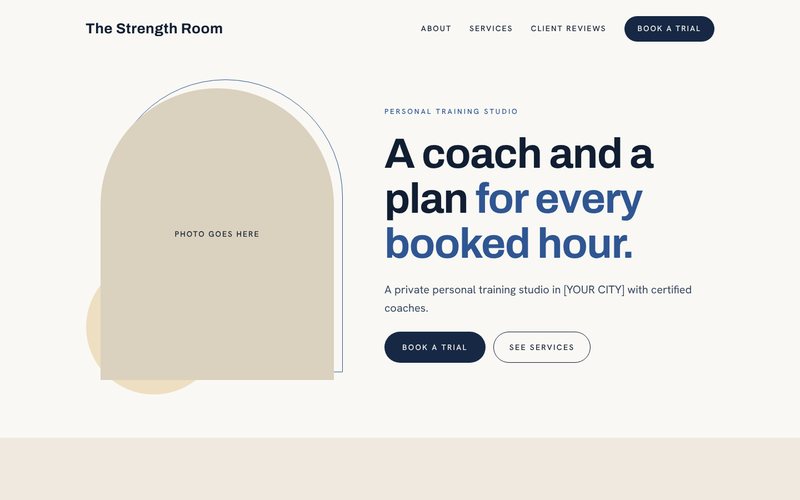 The Strength Room
ABOUT
SERVICES
CLIENT REVIEWS
BOOK A TRIAL
PHOTO GOES HERE
PERSONAL TRAINING STUDIO
A coach and a
plan for every
booked hour.
A private personal training studio in [YOUR CITY] with certified
coaches.
BOOK A TRIAL
SEE SERVICES